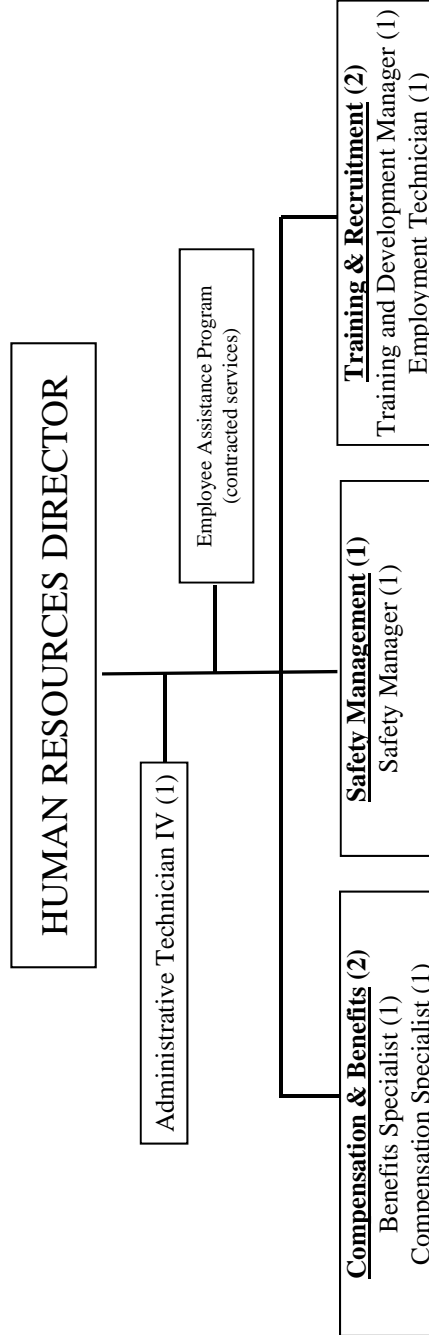 HUMAN RESOURCES DIRECTOR
Administrative Technician IV (1)
Employee Assistance Program
(contracted services)
Compensation & Benefits (2)
Benefits Specialist (1)
Compensation Specialist (1)
Safety Management (1)
Safety Manager (1)
Training & Recruitment (2)
Training and Development Manager (1)
Employment Technician (1)